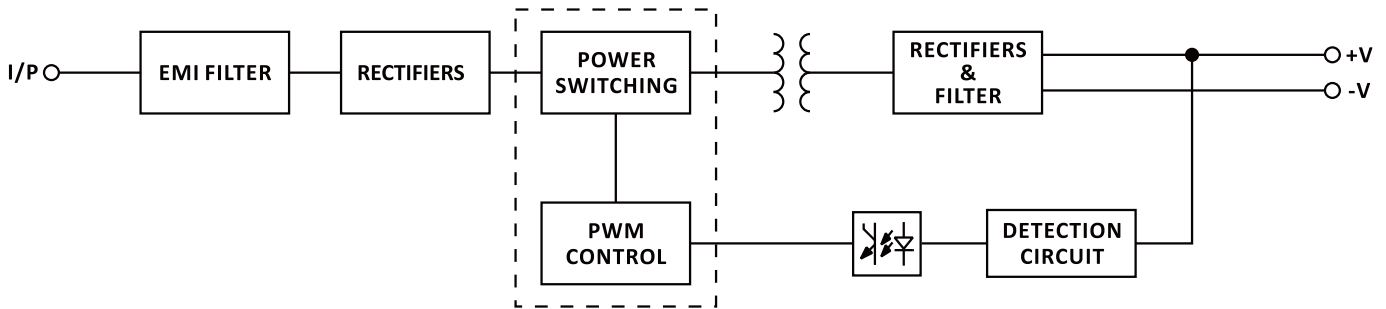 I/P
EMI FILTER
RECTIFIERS
POWER
SWITCHING
RECTIFIERS
&
FILTER
+V
-V
PWM
CONTROL
DETECTION
CIRCUIT